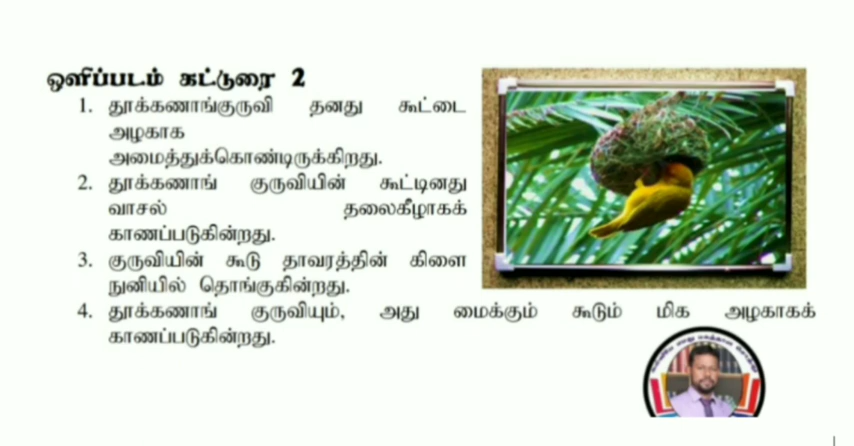 ஒளிப்படம் கட்டுரை 2
1. தூக்கணாங்குருவி தனது கூட்டை
அழகாக
அமைத்துக்கொண்டிருக்கிறது.
2. தூக்கணாங் குருவியின் கூட்டினது
வாசல் தலைகீழாகக்
காணப்படுகின்றது.
3. குருவியின் கூடு தாவரத்தின் கிளை
நுனியில் தொங்குகின்றது.
4. தூக்கணாங் குருவியும், அது மைக்கும் கூடும் மிக அழகாகக்
காணப்படுகின்றது.